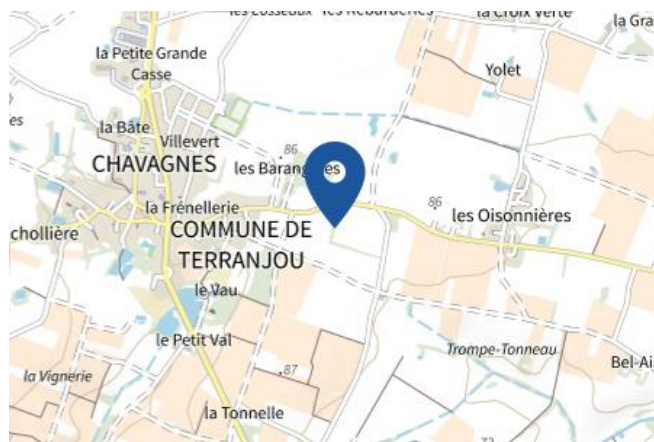 la Croix Verte
la Petite Grande
Casse
Yolet
la Bâte
Villevert
86
CHAVAGNES
les Barang
es
86
la Frénellerie
les Oisonnières
chollière
COMMUNE DE
TERRANJOU
le Vau
le Petit Val
Trompe-Tonneau
la Vignerie
87
Bel-Ai
la Tonnelle